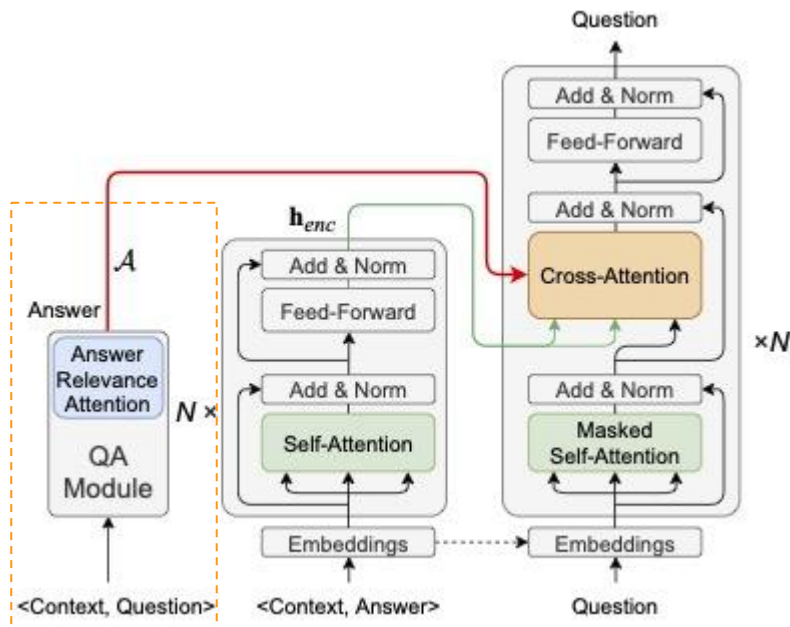 Question
Add & Norm
Feed-Forward
Add & Norm
Cross-Attention
×N
Add & Norm
Masked
Self-Attention
Embeddings
Question
h_enc
Add & Norm
Feed-Forward
N ×
Add & Norm
Self-Attention
Embeddings
<Context, Answer>
𝒜
Answer
Answer
Relevance
Attention
QA
Module
<Context, Question>